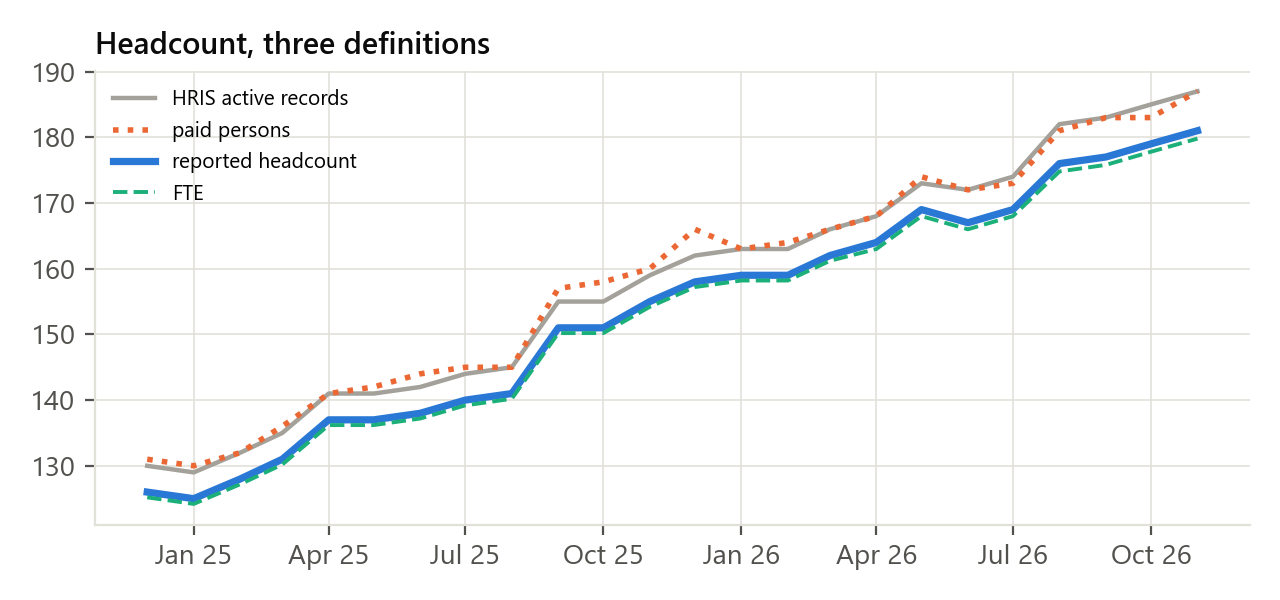 Headcount, three definitions
190
180
170
160
150
140
130
HRIS active records
paid persons
reported headcount
FTE
Jan 25
Apr 25
Jul 25
Oct 25
Jan 26
Apr 26
Jul 26
Oct 26